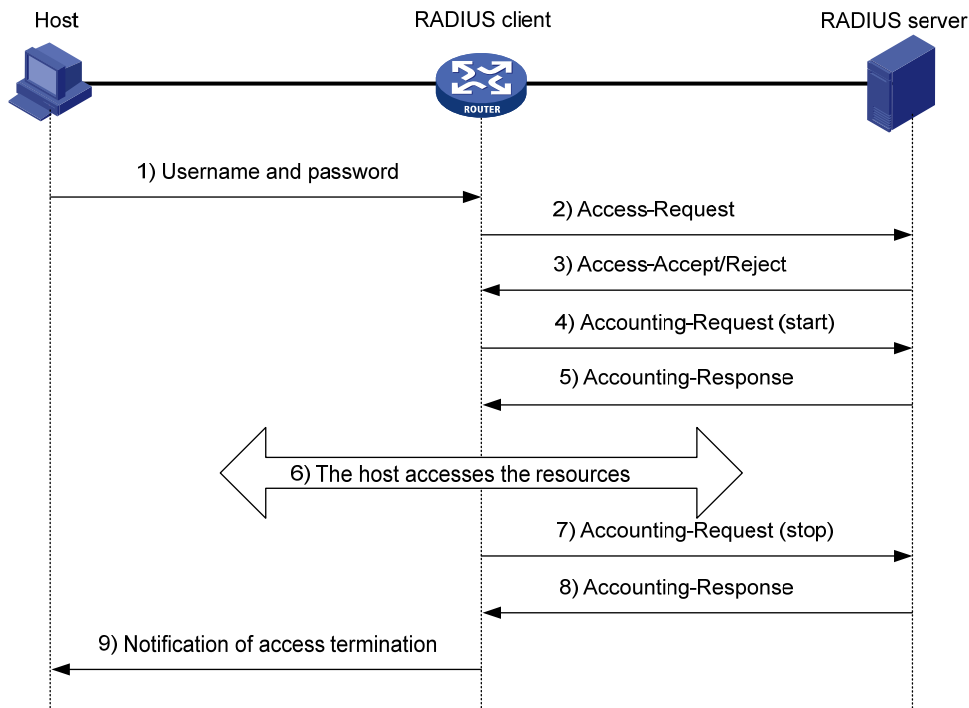 Host
RADIUS client
RADIUS server
ROUTER
1) Username and password
2) Access-Request
3) Access-Accept/Reject
4) Accounting-Request (start)
5) Accounting-Response
6) The host accesses the resources
7) Accounting-Request (stop)
8) Accounting-Response
9) Notification of access termination